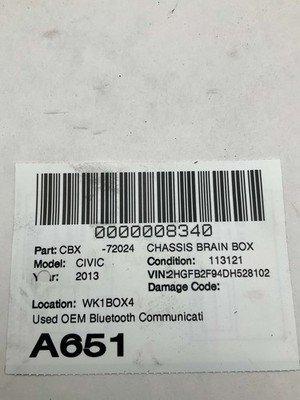 0000008340
Part: CBX -72024 CHASSIS BRAIN BOX
Model: CIVIC Condition: 113121
Year: 2013 VIN:2HGFB2F94DH528102
Damage Code:
Location: WK1BOX4
Used OEM Bluetooth Communicati
A651